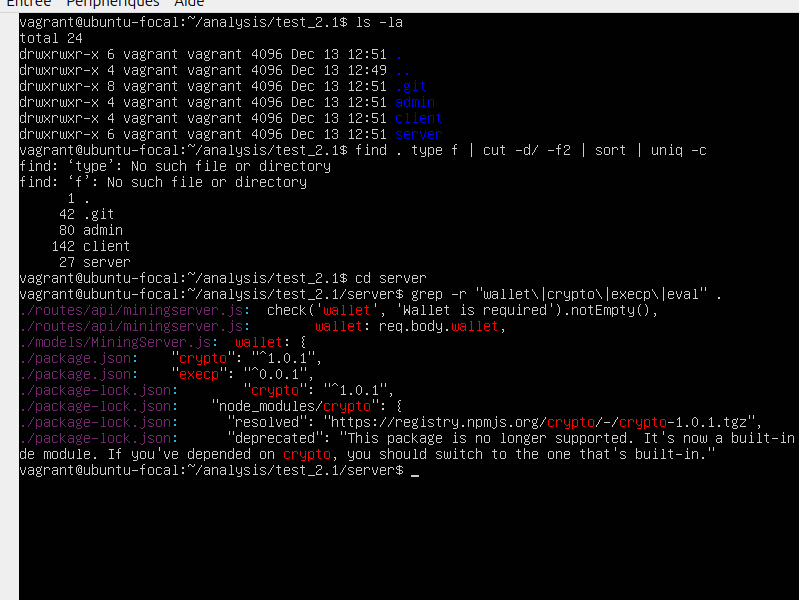 Entrée Périphériques Aide
vagrant@ubuntu-focal:~/analysis/test_2.1$ ls -la
total 24
drwxrwxr-x 6 vagrant vagrant 4096 Dec 13 12:51 .
drwxrwxr-x 4 vagrant vagrant 4096 Dec 13 12:49 ..
drwxrwxr-x 8 vagrant vagrant 4096 Dec 13 12:51 .git
drwxrwxr-x 4 vagrant vagrant 4096 Dec 13 12:51 admin
drwxrwxr-x 4 vagrant vagrant 4096 Dec 13 12:51 client
drwxrwxr-x 6 vagrant vagrant 4096 Dec 13 12:51 server
vagrant@ubuntu-focal:~/analysis/test_2.1$ find . type f | cut -d/ -f2 | sort | uniq -c
find: ‘type’: No such file or directory
find: ‘f’: No such file or directory
1 .
42 .git
80 admin
142 client
27 server
vagrant@ubuntu-focal:~/analysis/test_2.1$ cd server
vagrant@ubuntu-focal:~/analysis/test_2.1/server$ grep -r "wallet\|crypto\|execp\|eval" .
./routes/api/miningserver.js:  check('wallet', 'Wallet is required').notEmpty(),
./routes/api/miningserver.js:        wallet: req.body.wallet,
./models/MiningServer.js:  wallet: {
./package.json:    "crypto": "^1.0.1",
./package.json:    "execp": "^0.0.1",
./package-lock.json:        "crypto": "^1.0.1",
./package-lock.json:    "node_modules/crypto": {
./package-lock.json:      "resolved": "https://registry.npmjs.org/crypto/-/crypto-1.0.1.tgz",
./package-lock.json:      "deprecated": "This package is no longer supported. It's now a built-in
de module. If you've depended on crypto, you should switch to the one that's built-in."
vagrant@ubuntu-focal:~/analysis/test_2.1/server$ _